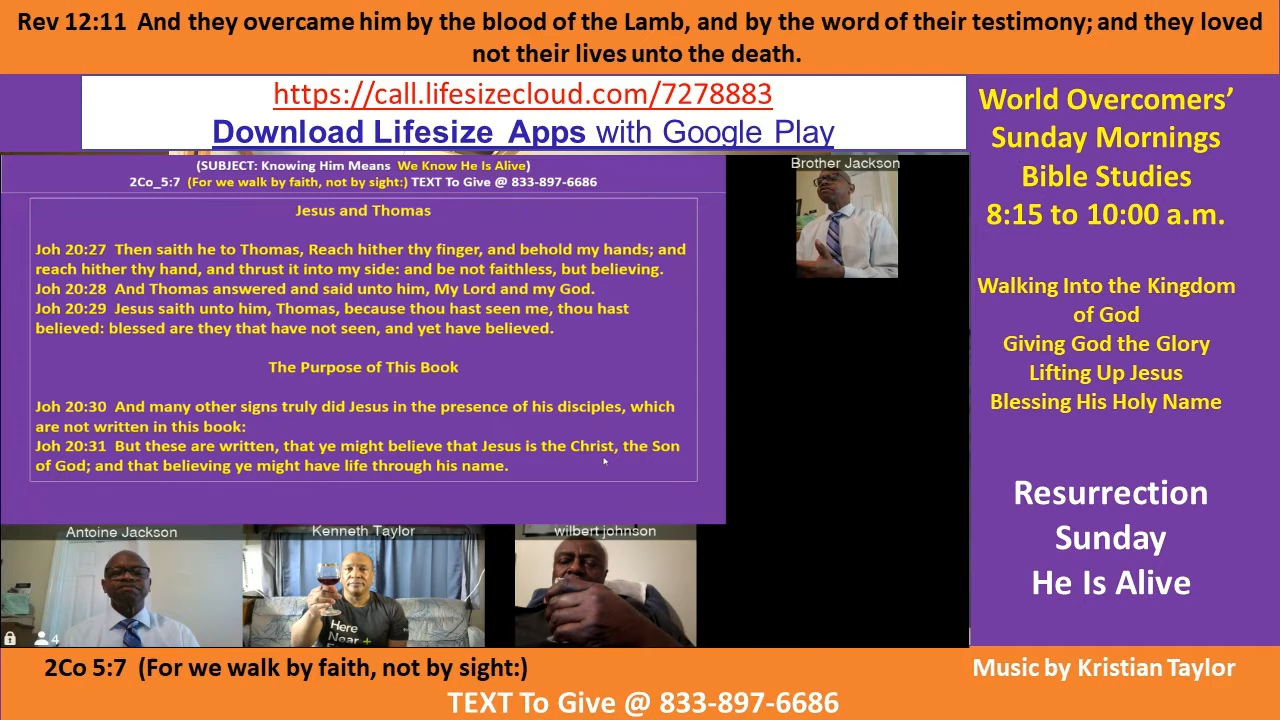 Rev 12:11  And they overcame him by the blood of the Lamb, and by the word of their testimony; and they loved
not their lives unto the death.
https://call.lifesizecloud.com/7278883
Download Lifesize Apps with Google Play
(SUBJECT: Knowing Him Means We Know He Is Alive)
2Co_5:7 (For we walk by faith, not by sight:) TEXT To Give @ 833-897-6686
Jesus and Thomas
Joh 20:27 Then saith he to Thomas, Reach hither thy finger, and behold my hands; and
reach hither thy hand, and thrust it into my side: and be not faithless, but believing.
Joh 20:28 And Thomas answered and said unto him, My Lord and my God.
Joh 20:29 Jesus saith unto him, Thomas, because thou hast seen me, thou hast
believed: blessed are they that have not seen, and yet have believed.
The Purpose of This Book
Joh 20:30 And many other signs truly did Jesus in the presence of his disciples, which
are not written in this book:
Joh 20:31 But these are written, that ye might believe that Jesus is the Christ, the Son
of God; and that believing ye might have life through his name.
Brother Jackson
Antoine Jackson
Kenneth Taylor
wilbert johnson
Here
Near +
4
World Overcomers'
Sunday Mornings
Bible Studies
8:15 to 10:00 a.m.
Walking Into the Kingdom
of God
Giving God the Glory
Lifting Up Jesus
Blessing His Holy Name
Resurrection
Sunday
He Is Alive
2Co 5:7 (For we walk by faith, not by sight:)
Music by Kristian Taylor
TEXT To Give @ 833-897-6686